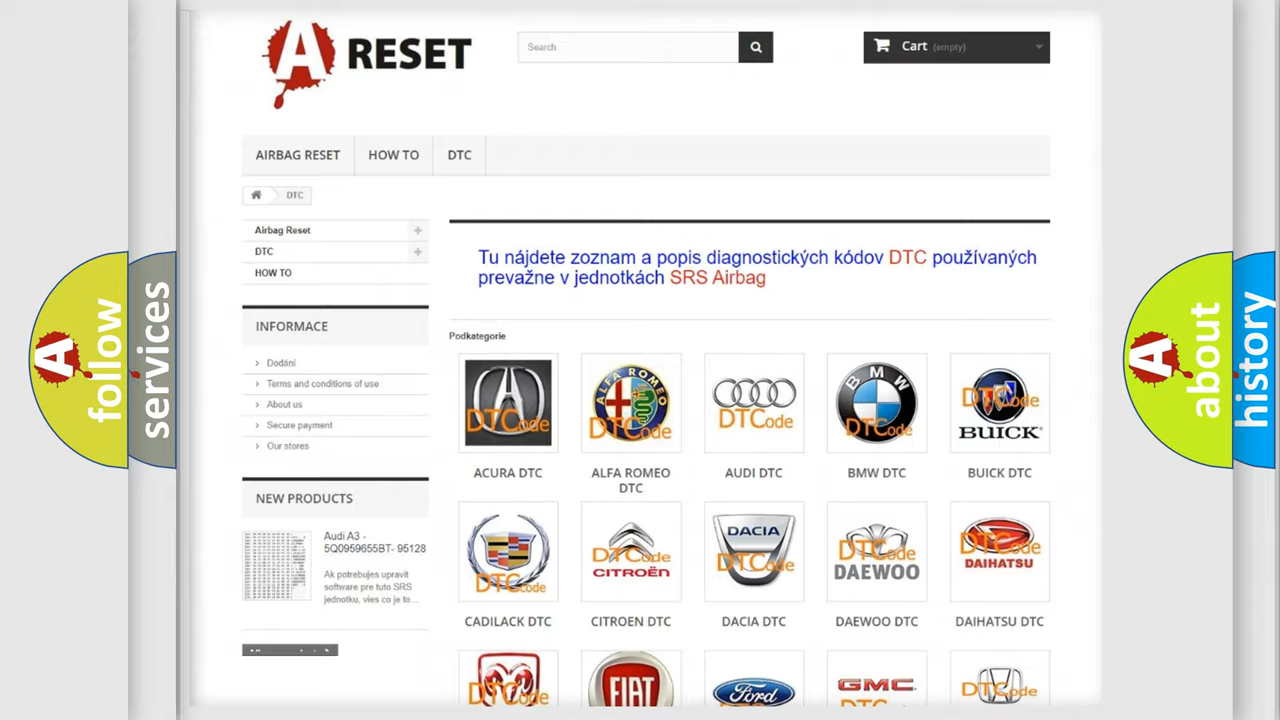 A RESET
Search
Cart (empty)
AIRBAG RESET
HOW TO
DTC
DTC
Airbag Reset
DTC
HOW TO
Tu nájdete zoznam a popis diagnostických kódov DTC používaných
prevažne v jednotkách SRS Airbag
INFORMACE
Dodání
Terms and conditions of use
About us
Secure payment
Our stores
NEW PRODUCTS
Audi A3 -
5Q0959655BT- 95128
Ak potrebujes upravit
software pre tuto SRS
jednotku, vies co je to...
Podkategorie
DTCode
ALFA ROMEO
DTCode
DTCode
BMW
DTCode
DTCode
BUICK
ACURA DTC
ALFA ROMEO
DTC
AUDI DTC
BMW DTC
BUICK DTC
DTCode
DTCode
CITROËN
DACIA
DTCode
DTCode
DAEWOO
DTCode
DAIHATSU
CADILACK DTC
CITROEN DTC
DACIA DTC
DAEWOO DTC
DAIHATSU DTC
DTCode
FIAT
Ford
GMC
DTCode
A follow
services
A about
history